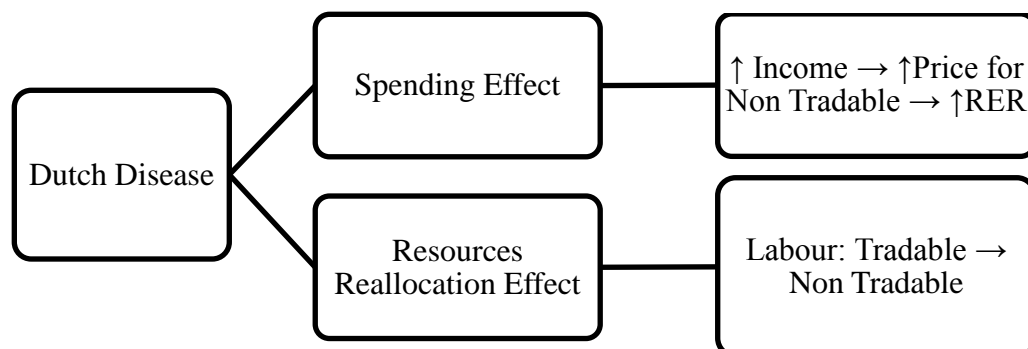 Dutch Disease
Spending Effect
↑ Income → ↑Price for
Non Tradable → ↑RER
Resources
Reallocation Effect
Labour: Tradable →
Non Tradable